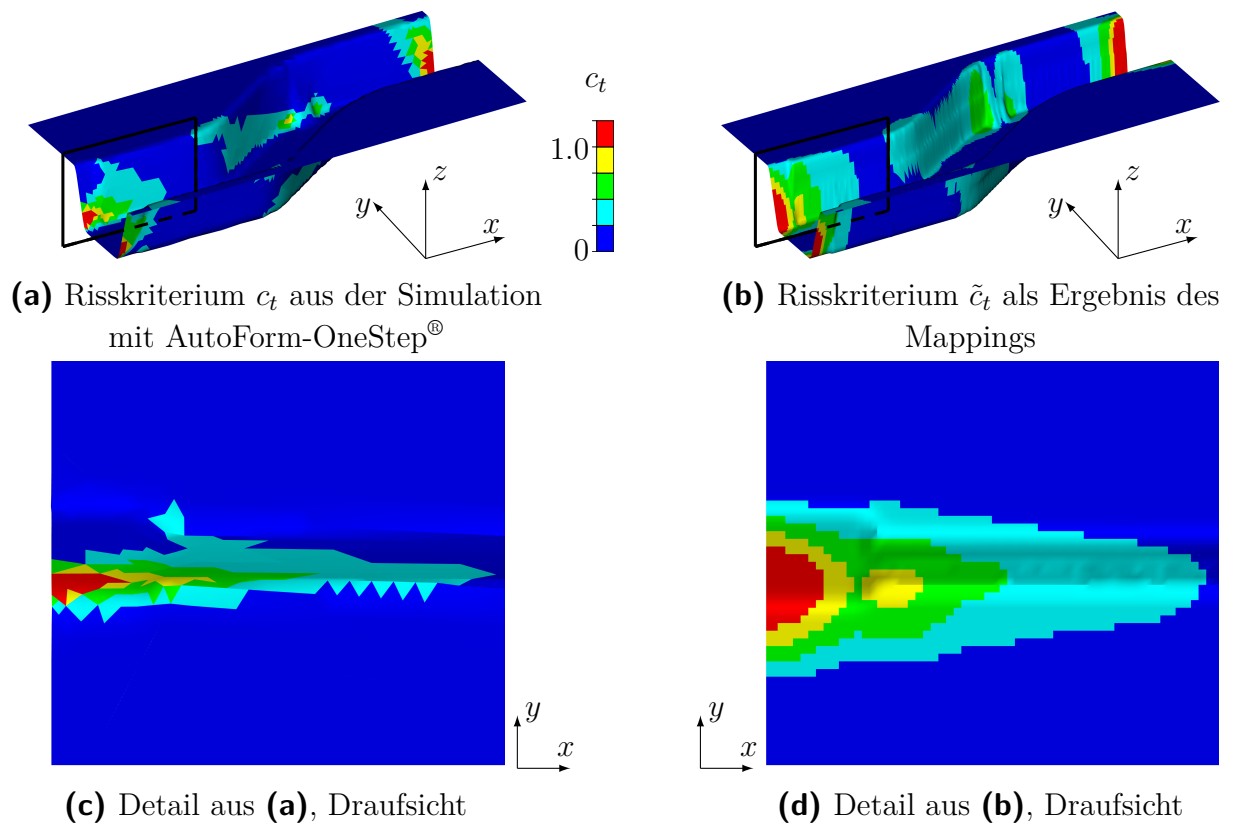 c_t
1.0
0
z
y
x
z
y
x
(a) Risskriterium c_t aus der Simulation
mit AutoForm-OneStep®
(b) Risskriterium c̃_t als Ergebnis des
Mappings
y
x
y
x
(c) Detail aus (a), Draufsicht
(d) Detail aus (b), Draufsicht